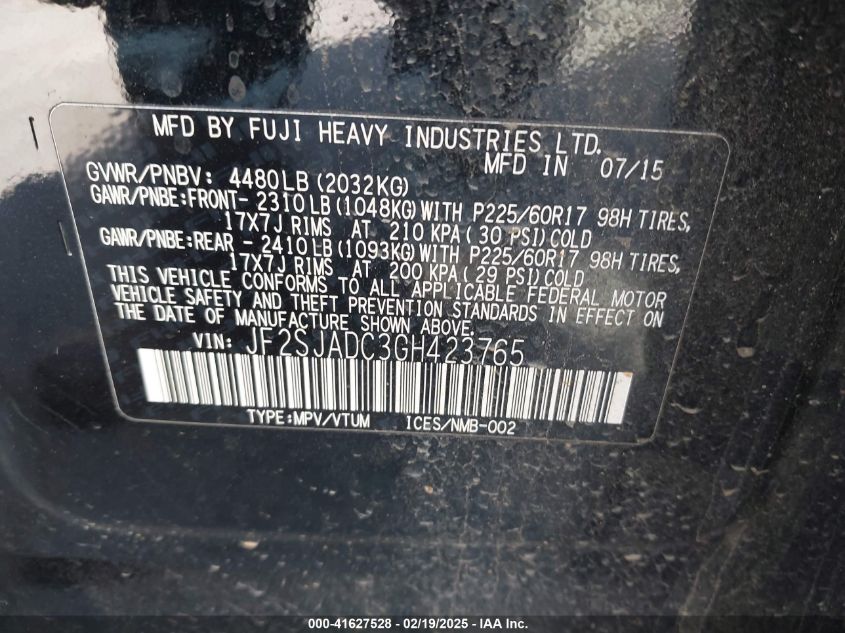 MFD BY FUJI HEAVY INDUSTRIES LTD.
MFD IN 07/15
GVWR/PNBV: 4480LB (2032KG)
GAWR/PNBE:FRONT- 2310LB (1048KG) WITH P225/60R17 98H TIRES,
17X7J RIMS AT 210 KPA (30 PSI) COLD
GAWR/PNBE:REAR - 2410LB (1093KG) WITH P225/60R17 98H TIRES,
17X7J RIMS AT 200 KPA (29 PSI) COLD
THIS VEHICLE CONFORMS TO ALL APPLICABLE FEDERAL MOTOR
VEHICLE SAFETY AND THEFT PREVENTION STANDARDS IN EFFECT ON
THE DATE OF MANUFACTURE SHOWN ABOVE.
VIN: JF2SJADC3GH423765
TYPE:MPV/VTUM ICES/NMB-002
000-41627528 - 02/19/2025 - IAA Inc.